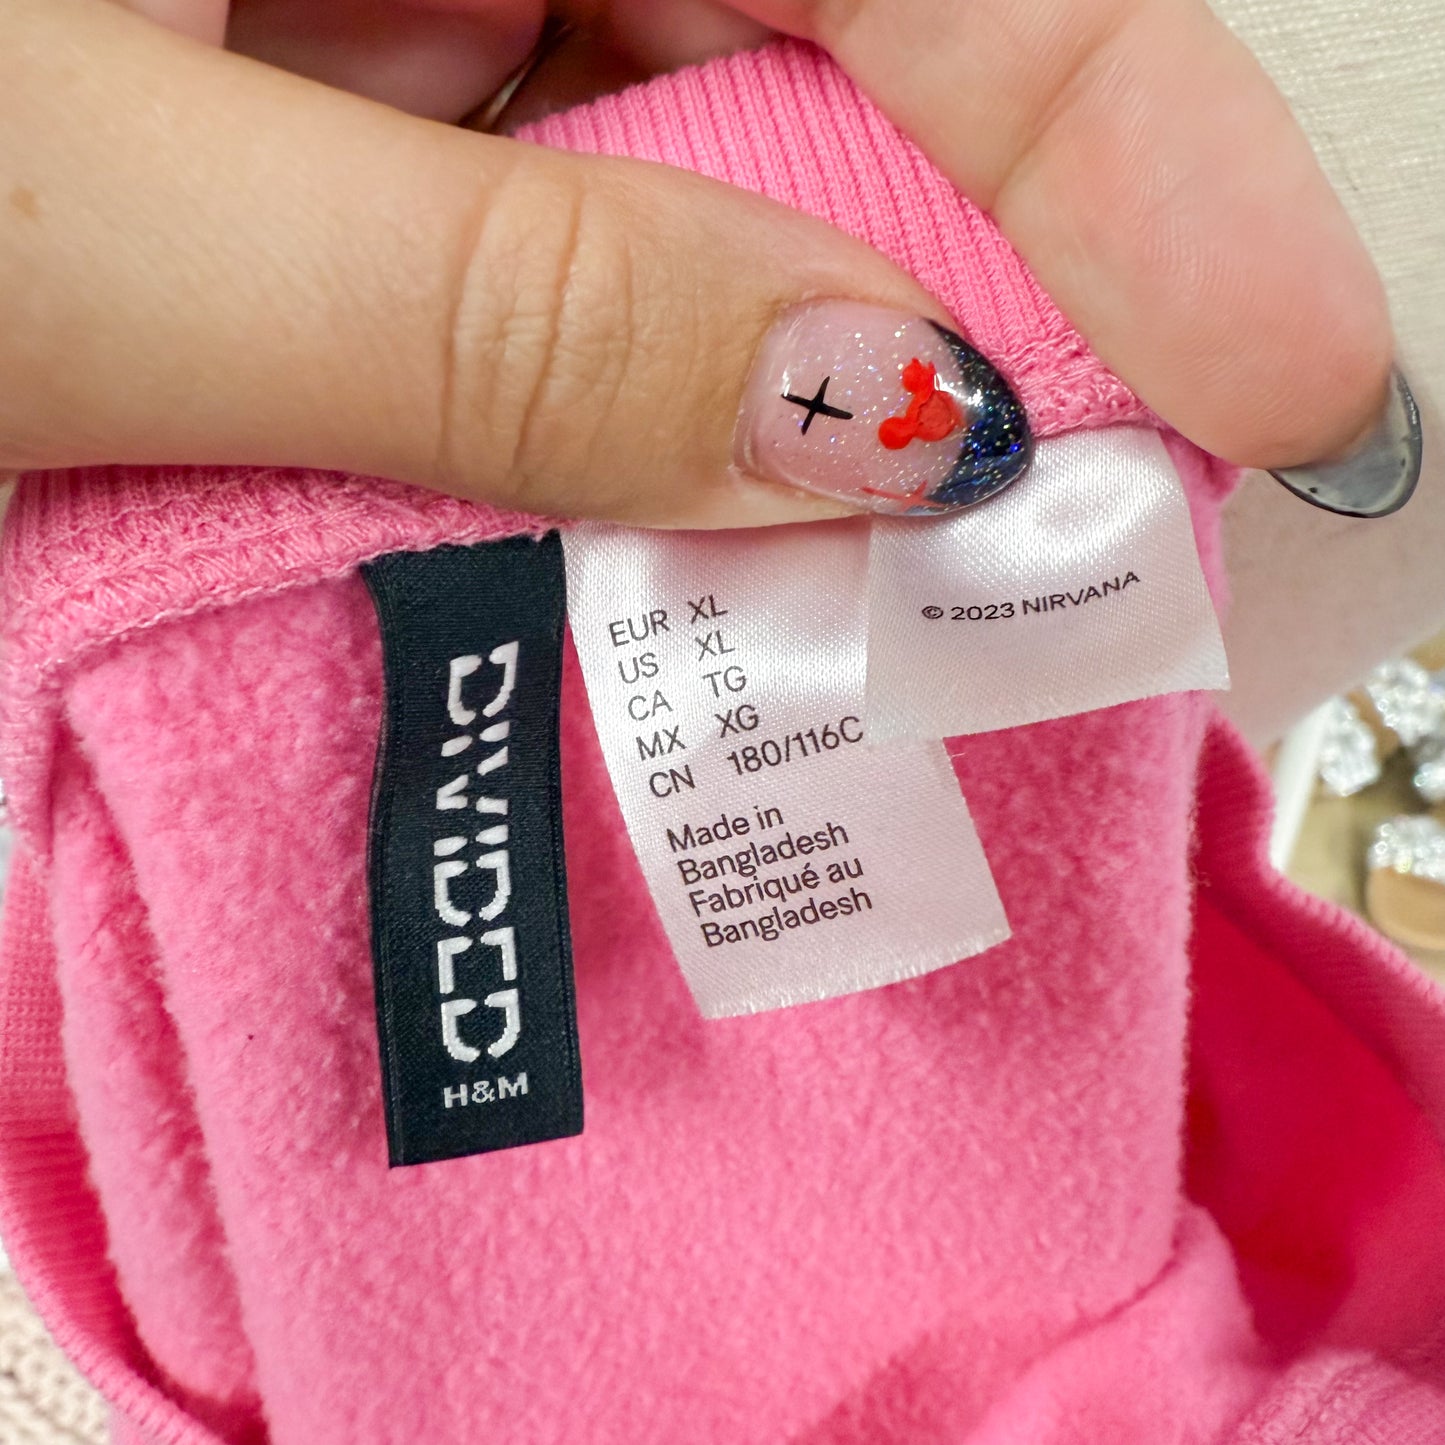 DIVIDED
H&M
EUR XL
US XL
CA TG
MX XG
CN 180/116C
Made in
Bangladesh
Fabriqué au
Bangladesh
© 2023 NIRVANA